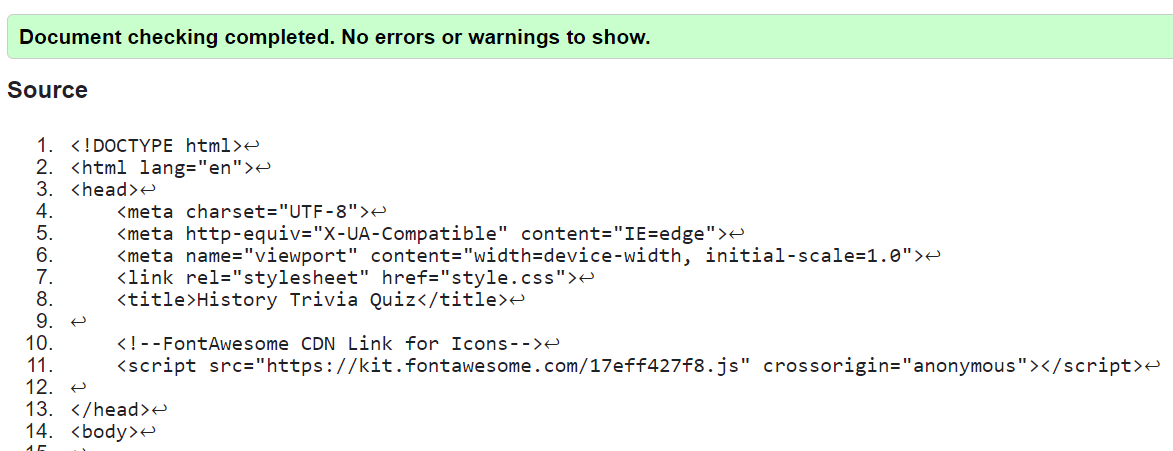 Document checking completed. No errors or warnings to show.
Source
1. <!DOCTYPE html>↩
2. <html lang="en">↩
3. <head>↩
4.     <meta charset="UTF-8">↩
5.     <meta http-equiv="X-UA-Compatible" content="IE=edge">↩
6.     <meta name="viewport" content="width=device-width, initial-scale=1.0">↩
7.     <link rel="stylesheet" href="style.css">↩
8.     <title>History Trivia Quiz</title>↩
9. ↩
10.     <!--FontAwesome CDN Link for Icons-->↩
11.     <script src="https://kit.fontawesome.com/17eff427f8.js" crossorigin="anonymous"></script>↩
12. ↩
13. </head>↩
14. <body>↩